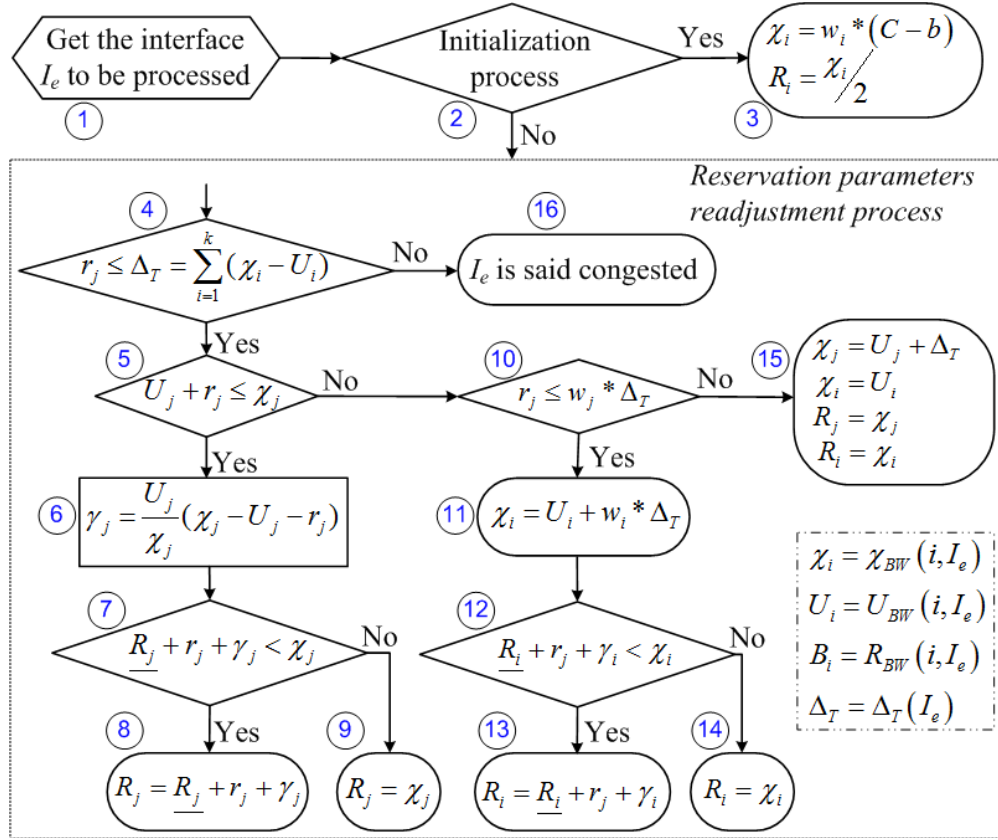 Get the interface
I_e to be processed
1
Initialization
process
2
Yes
χ_i = w_i * (C − b)
R_i = χ_i / 2
3
No
Reservation parameters
readjustment process
4
r_j ≤ Δ_T = ∑_{i=1}^{k} (χ_i − U_i)
No
16
I_e is said congested
Yes
5
U_j + r_j ≤ χ_j
No
10
r_j ≤ w_j * Δ_T
No
15
χ_j = U_j + Δ_T
χ_i = U_i
R_j = χ_j
R_i = χ_i
Yes
6
γ_j = U_j / χ_j (χ_j − U_j − r_j)
Yes
11
χ_i = U_i + w_i * Δ_T
7
R_j + r_j + γ_j < χ_j
No
12
R_i + r_j + γ_i < χ_i
No
χ_i = χ_BW (i, I_e)
U_i = U_BW (i, I_e)
B_i = R_BW (i, I_e)
Δ_T = Δ_T (I_e)
8
Yes
R_j = R_j + r_j + γ_j
9
R_j = χ_j
13
Yes
R_i = R_i + r_j + γ_i
14
R_i = χ_i